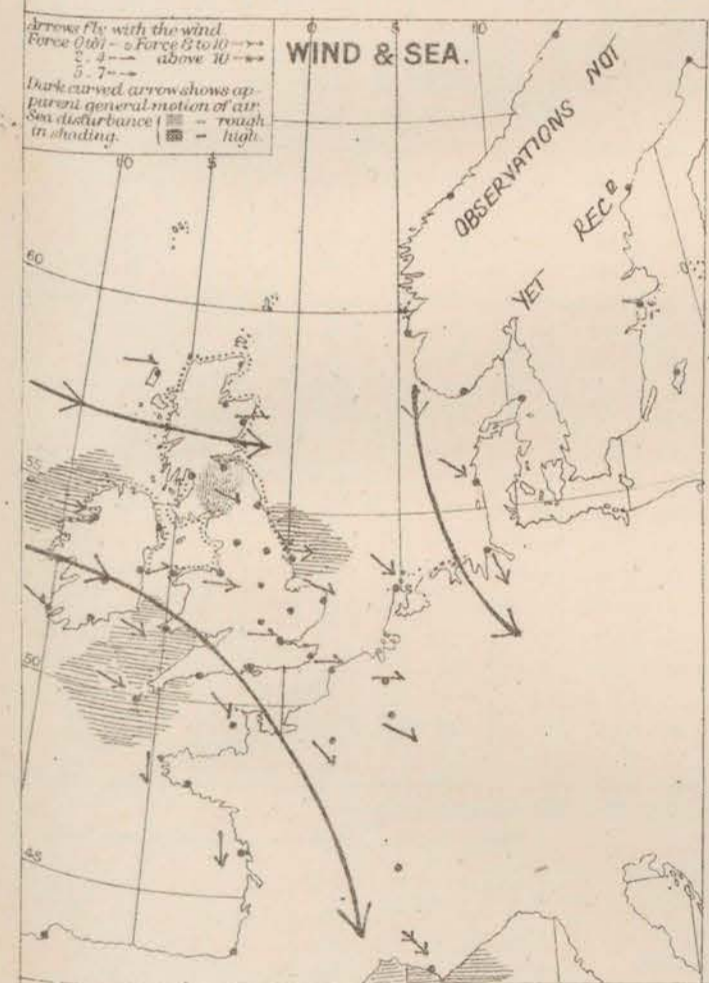 Arrows fly with the wind
Force 0 to 1 - o Force 8 to 10 -
2 - 4 - above 10 -
5 - 7 -
Dark curved arrow shows ap-
parent general motion of air
Sea disturbance { - rough
in shading. { - high.
WIND & SEA.
0 5 10
10 5
OBSERVATIONS NOT
YET REC^D
60
55
50
45